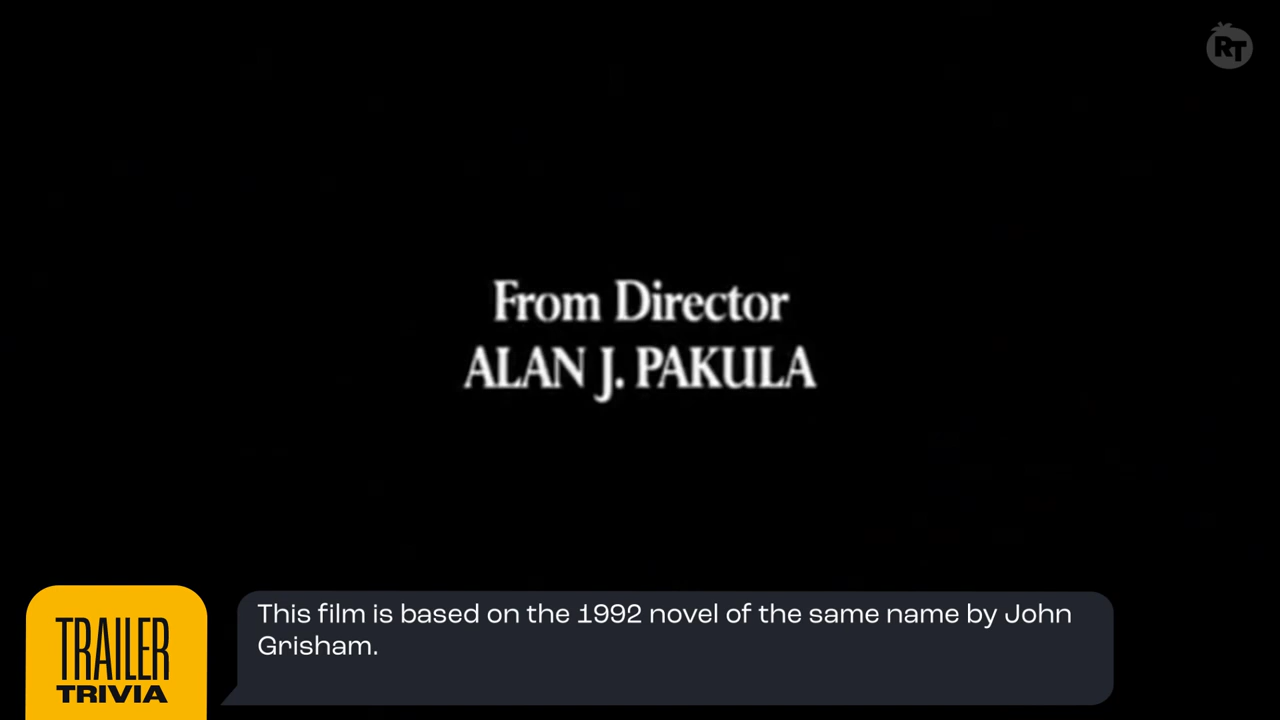 RT
From Director
ALAN J. PAKULA
This film is based on the 1992 novel of the same name by John
Grisham.
TRAILER
TRIVIA